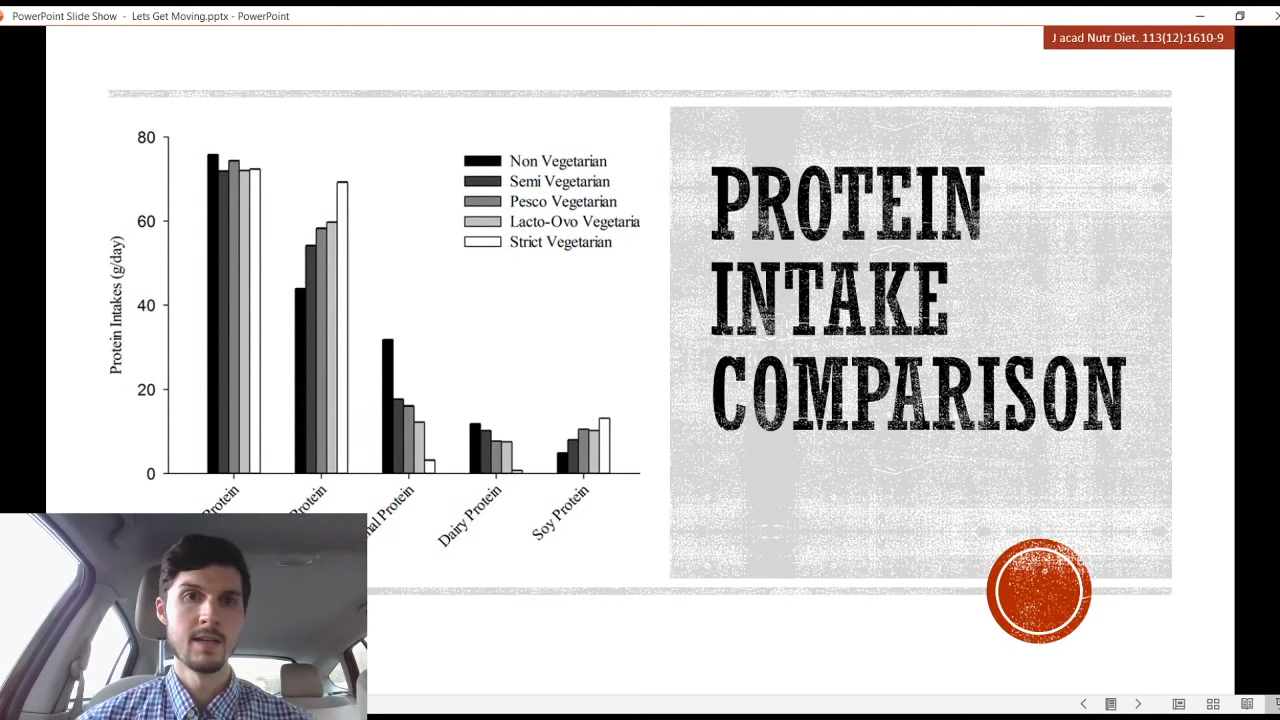 PowerPoint Slide Show - Lets Get Moving.pptx - PowerPoint
J acad Nutr Diet. 113(12):1610-9
80
60
40
20
0
Protein Intakes (g/day)
Non Vegetarian
Semi Vegetarian
Pesco Vegetarian
Lacto-Ovo Vegetaria
Strict Vegetarian
Protein
Protein
Protein
Dairy Protein
Soy Protein
PROTEIN
INTAKE
COMPARISON